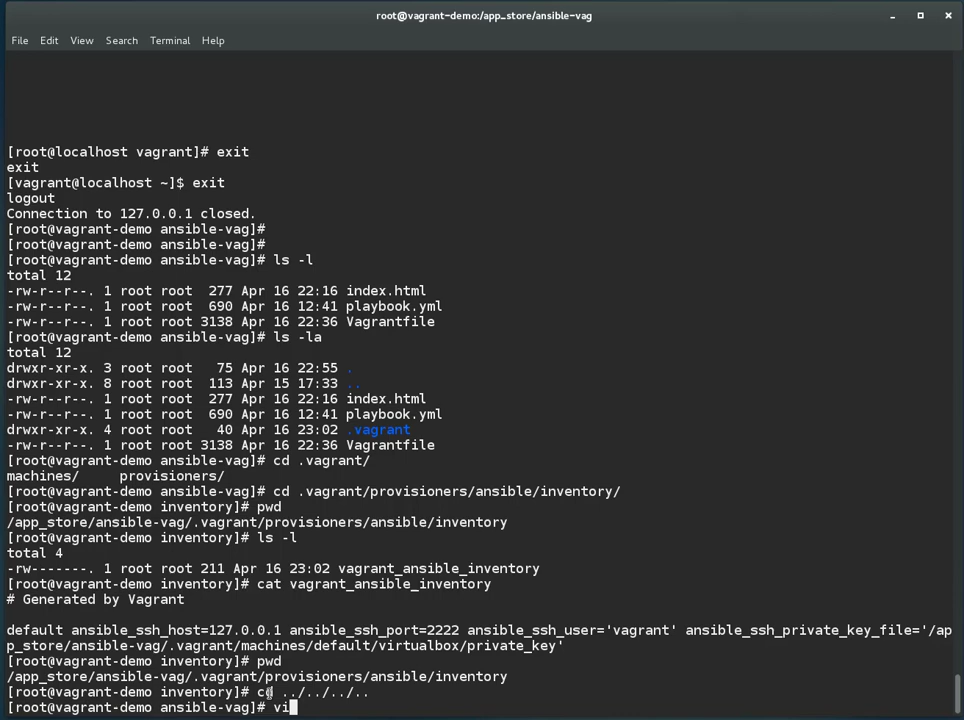 root@vagrant-demo:/app_store/ansible-vag
File Edit View Search Terminal Help
[root@localhost vagrant]# exit
exit
[vagrant@localhost ~]$ exit
logout
Connection to 127.0.0.1 closed.
[root@vagrant-demo ansible-vag]#
[root@vagrant-demo ansible-vag]#
[root@vagrant-demo ansible-vag]# ls -l
total 12
-rw-r--r--. 1 root root  277 Apr 16 22:16 index.html
-rw-r--r--. 1 root root  690 Apr 16 12:41 playbook.yml
-rw-r--r--. 1 root root 3138 Apr 16 22:36 Vagrantfile
[root@vagrant-demo ansible-vag]# ls -la
total 12
drwxr-xr-x. 3 root root   75 Apr 16 22:55 .
drwxr-xr-x. 8 root root  113 Apr 15 17:33 ..
-rw-r--r--. 1 root root  277 Apr 16 22:16 index.html
-rw-r--r--. 1 root root  690 Apr 16 12:41 playbook.yml
drwxr-xr-x. 4 root root   40 Apr 16 23:02 .vagrant
-rw-r--r--. 1 root root 3138 Apr 16 22:36 Vagrantfile
[root@vagrant-demo ansible-vag]# cd .vagrant/
machines/     provisioners/
[root@vagrant-demo ansible-vag]# cd .vagrant/provisioners/ansible/inventory/
[root@vagrant-demo inventory]# pwd
/app_store/ansible-vag/.vagrant/provisioners/ansible/inventory
[root@vagrant-demo inventory]# ls -l
total 4
-rw-------. 1 root root 211 Apr 16 23:02 vagrant_ansible_inventory
[root@vagrant-demo inventory]# cat vagrant_ansible_inventory
# Generated by Vagrant
default ansible_ssh_host=127.0.0.1 ansible_ssh_port=2222 ansible_ssh_user='vagrant' ansible_ssh_private_key_file='/ap
p_store/ansible-vag/.vagrant/machines/default/virtualbox/private_key'
[root@vagrant-demo inventory]# pwd
/app_store/ansible-vag/.vagrant/provisioners/ansible/inventory
[root@vagrant-demo inventory]# cd ../../../..
[root@vagrant-demo ansible-vag]# vi